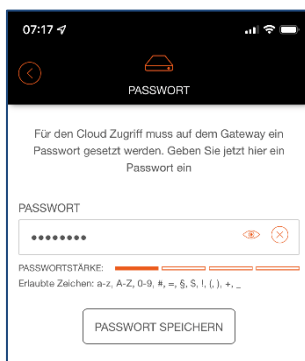 07:17
PASSWORT
Für den Cloud Zugriff muss auf dem Gateway ein
Passwort gesetzt werden. Geben Sie jetzt hier ein
Passwort ein
PASSWORT
••••••••
PASSWORTSTÄRKE:
Erlaubte Zeichen: a-z, A-Z, 0-9, #, =, §, $, !, (, ), +, _
PASSWORT SPEICHERN